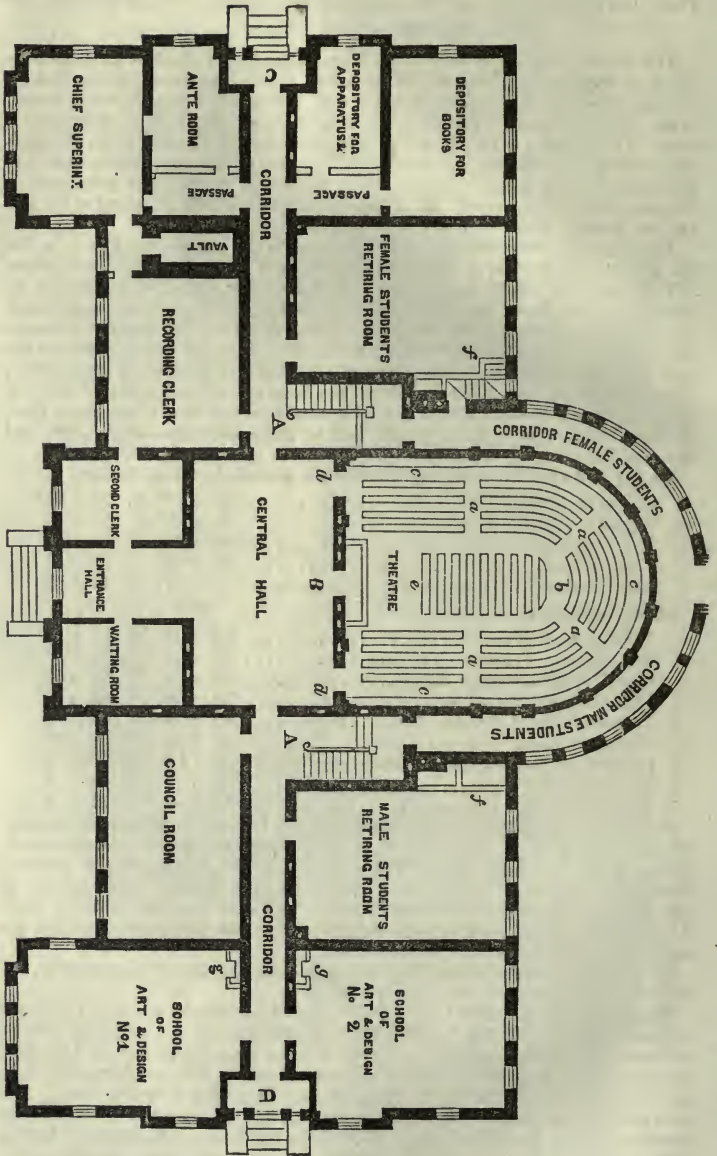 DEPOSITORY FOR
BOOKS
DEPOSITORY FOR
APPARATUS &
PASSAGE
C
ANTE ROOM
PASSAGE
CHIEF SUPERINT.
VAULT
CORRIDOR
FEMALE STUDENTS
RETIRING ROOM
f
RECORDING CLERK
A
CORRIDOR FEMALE STUDENTS
SECOND CLERK
ENTRANCE
HALL
WAITING ROOM
CENTRAL HALL
B
d
d
THEATRE
c
a
a
c
b
e
a
a
c
CORRIDOR MALE STUDENTS
A
f
COUNCIL ROOM
MALE STUDENTS
RETIRING ROOM
CORRIDOR
g
g
SCHOOL
OF
ART & DESIGN
No 1
SCHOOL
OF
ART & DESIGN
No 2